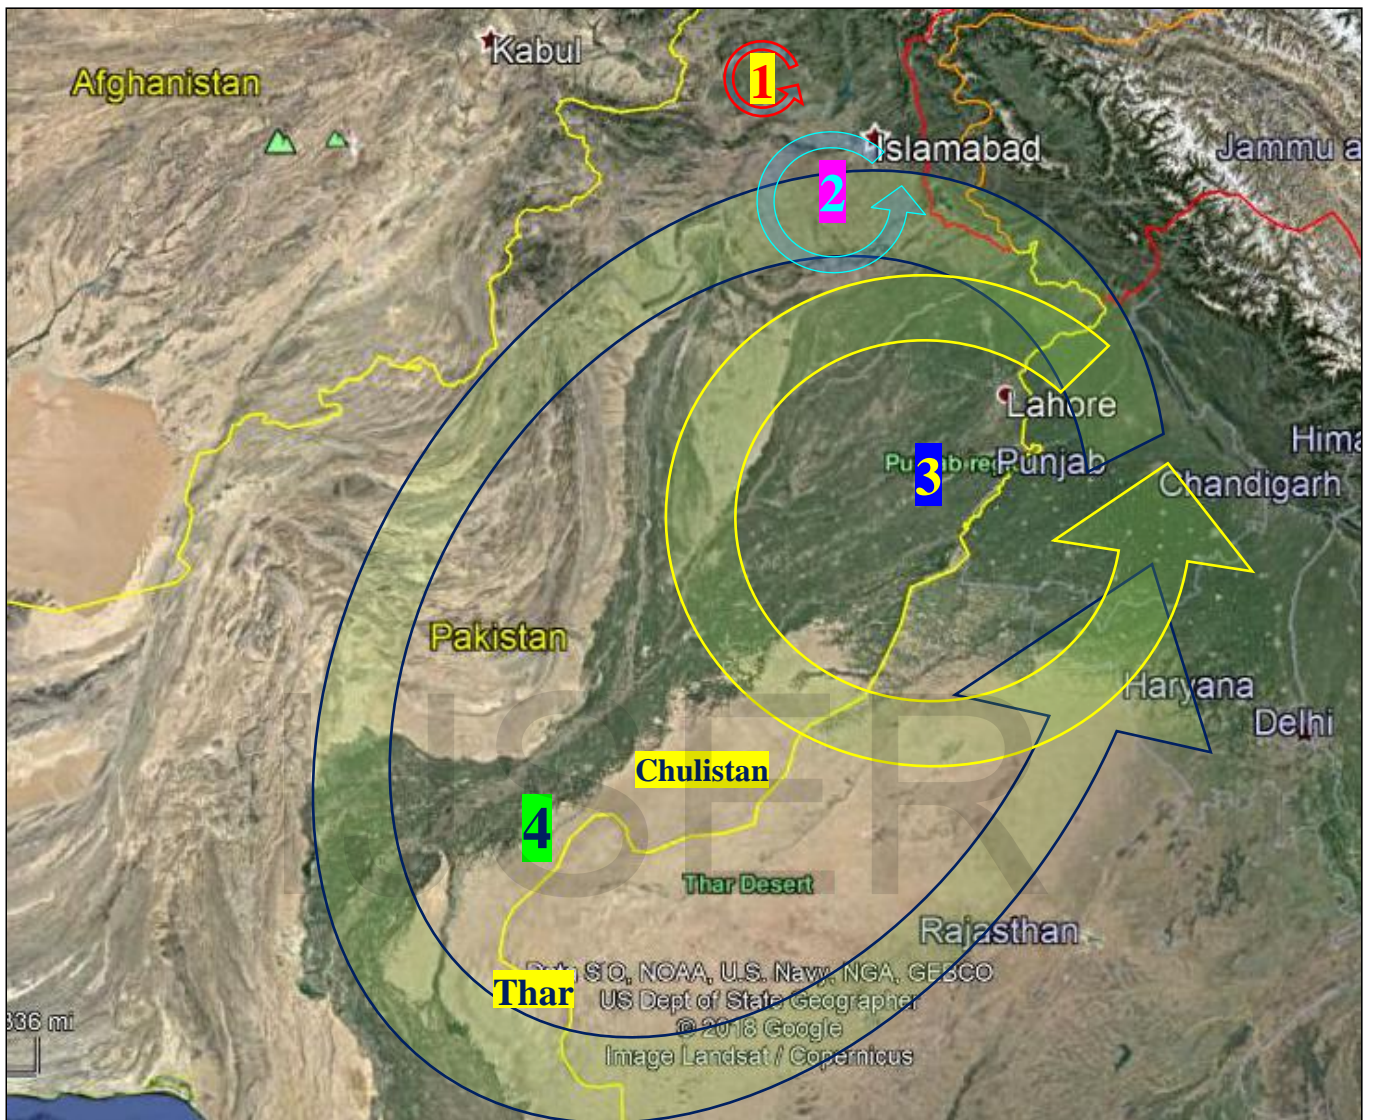 Kabul
Afghanistan
1
Islamabad
Jammu a
2
Lahore
Hima
Punjab
3
Chandigarh
Pakistan
Haryana
Delhi
Chulistan
4
Thar Desert
Rajasthan
SIO, NOAA, U.S. Navy, NGA, GEBCO
Thar
US Dept of State Geographer
336 mi
© 2018 Google
Image Landsat / Copernicus
IJSER